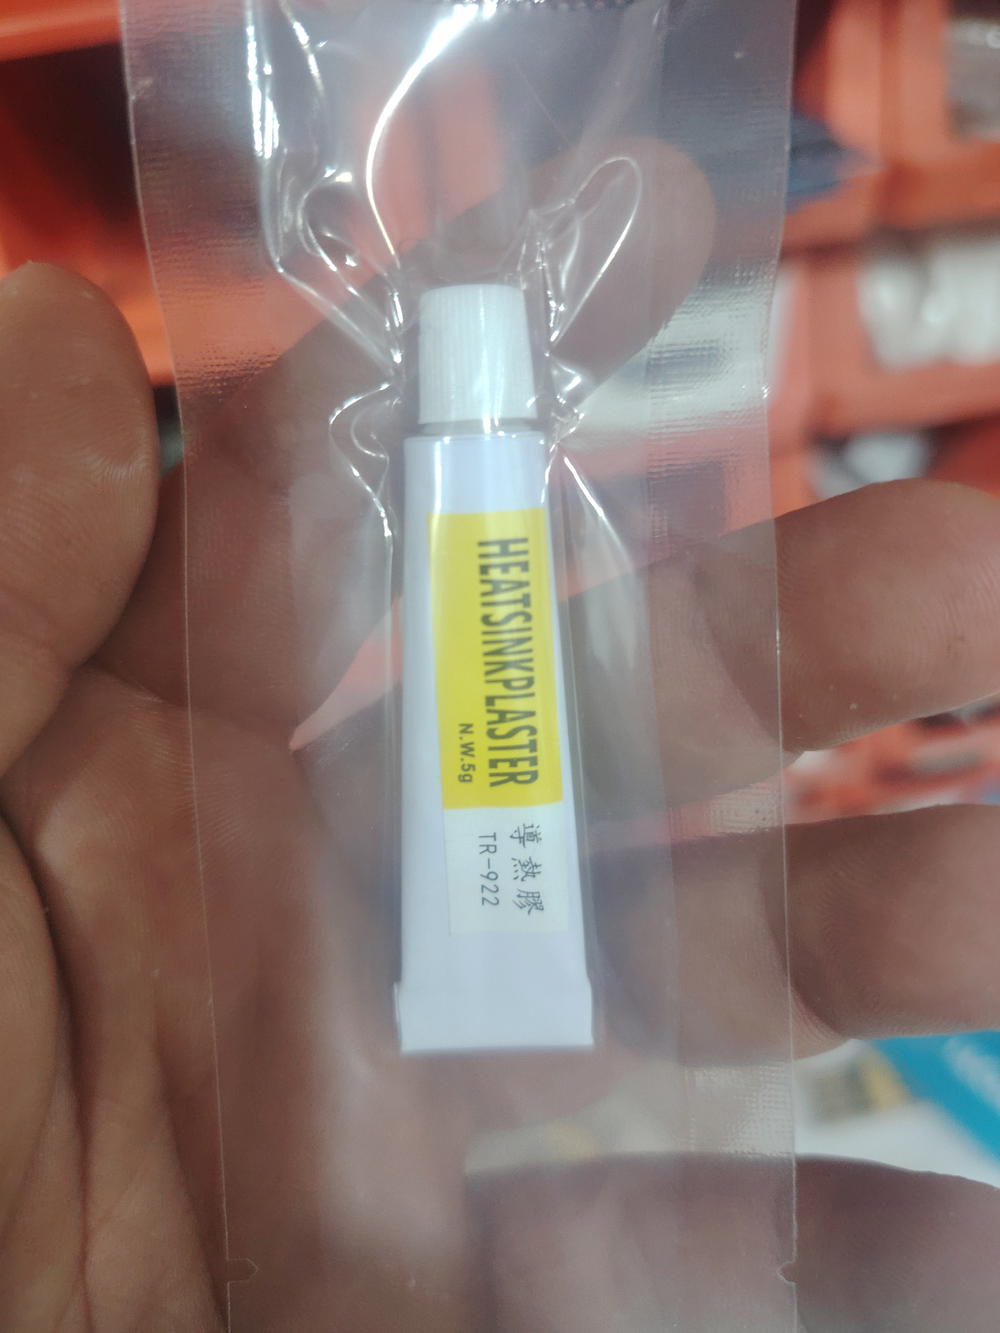 HEATSINKPLASTER
N.W.5g
導熱膠
TR-922